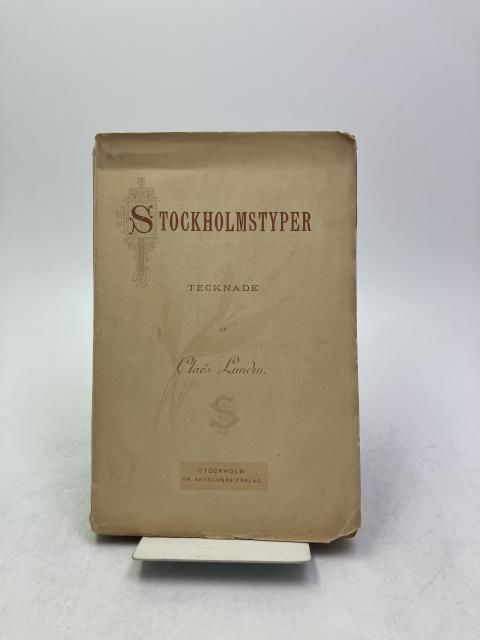 STOCKHOLMSTYPER
TECKNADE
AF
Claës Lundin.
S
STOCKHOLM
FR. SKOGLUNDS FÖRLAG.